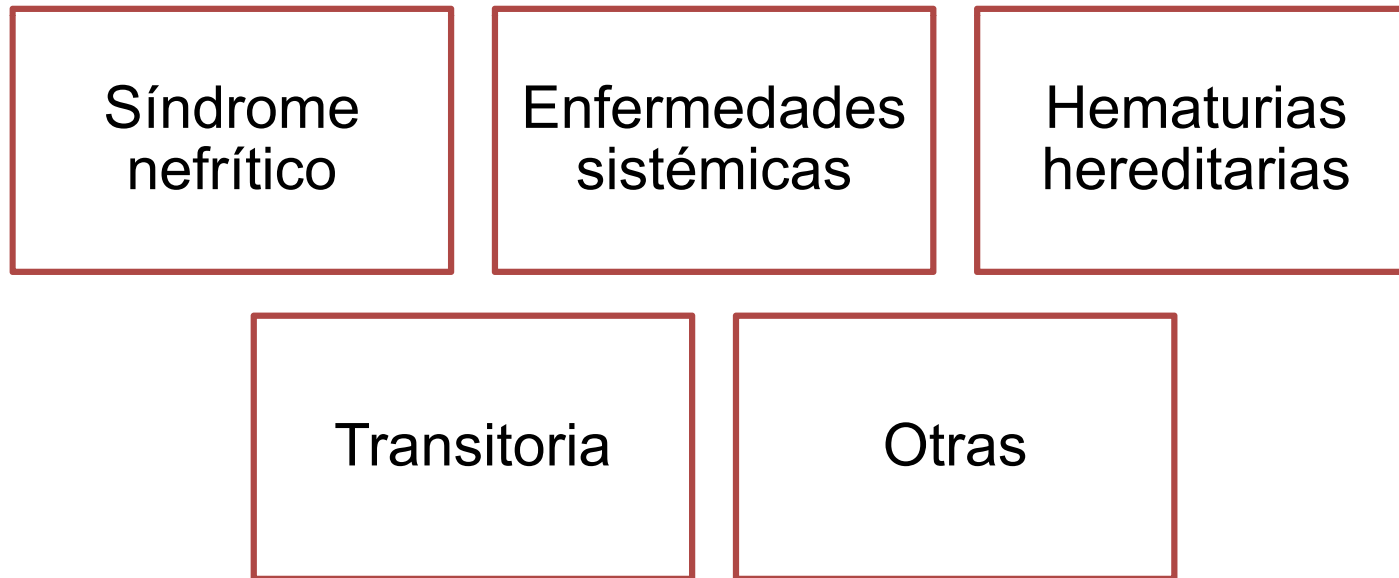 Síndrome
nefrítico
Enfermedades
sistémicas
Hematurias
hereditarias
Transitoria
Otras